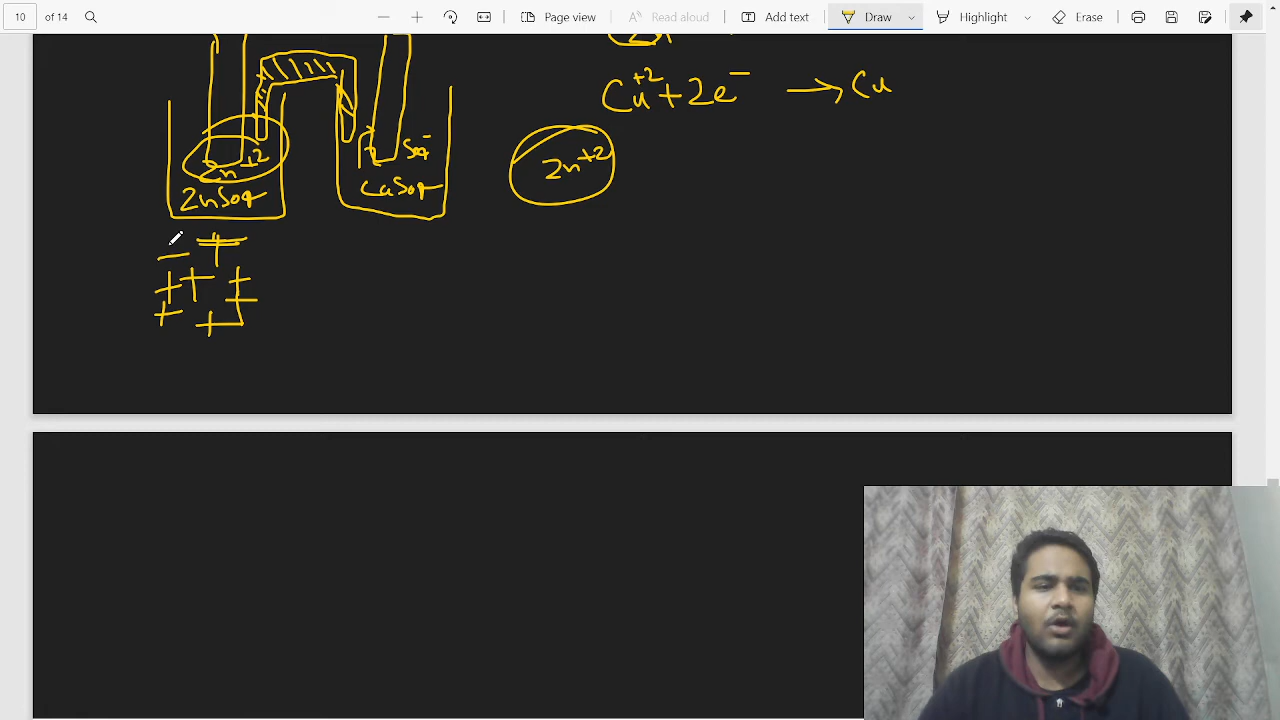 10 of 14
Page view
Read aloud
Add text
Draw
Highlight
Erase
Cu+2 + 2e− → Cu
Zn+2
So4−
ZnSo4
CuSo4
Zn+2